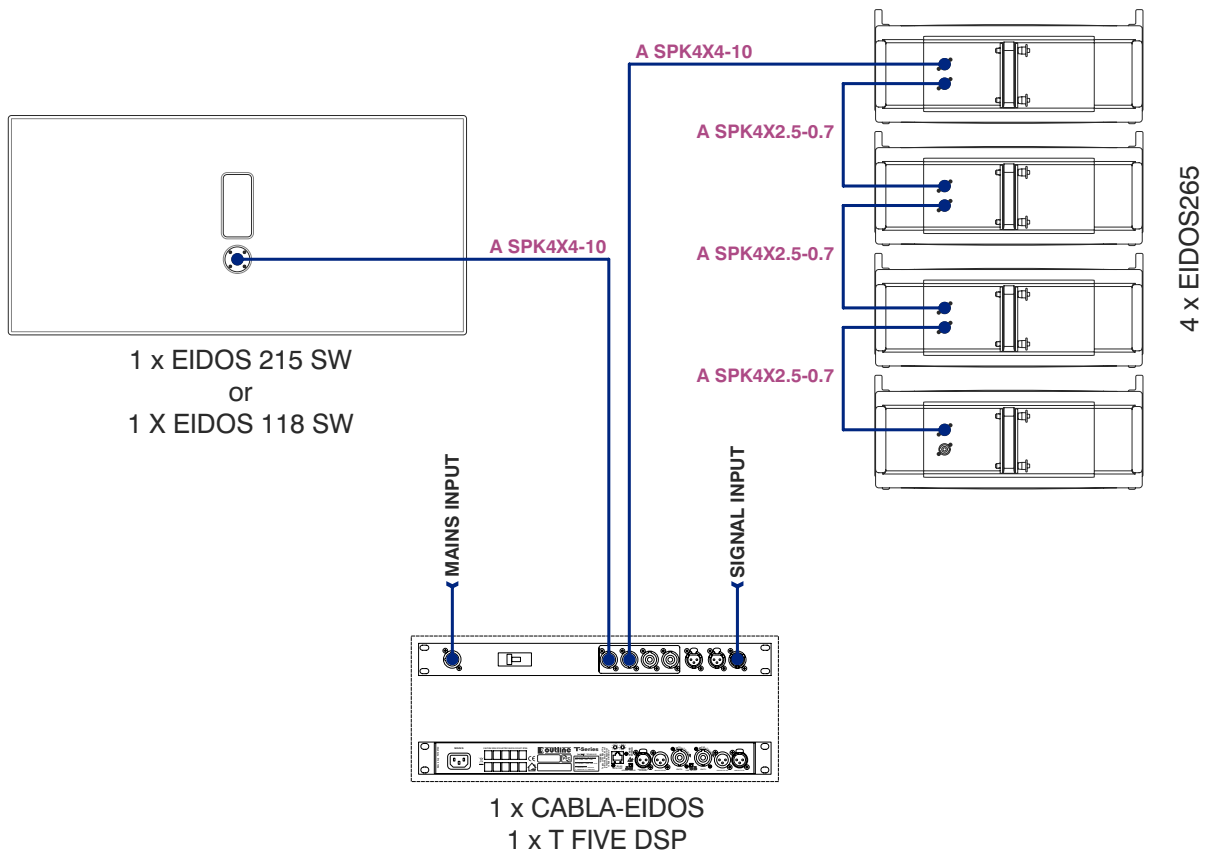 A SPK4X4-10
A SPK4X2.5-0.7
A SPK4X2.5-0.7
A SPK4X2.5-0.7
4 x EIDOS265
A SPK4X4-10
1 x EIDOS 215 SW
or
1 X EIDOS 118 SW
MAINS INPUT
SIGNAL INPUT
outline
T-Series
1 x CABLA-EIDOS
1 x T FIVE DSP